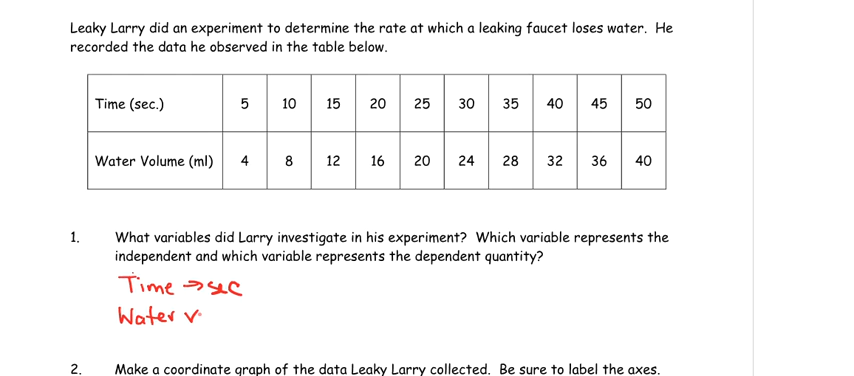 Leaky Larry did an experiment to determine the rate at which a leaking faucet loses water. He
recorded the data he observed in the table below.
Time (sec.) 5 10 15 20 25 30 35 40 45 50
Water Volume (ml) 4 8 12 16 20 24 28 32 36 40
1. What variables did Larry investigate in his experiment? Which variable represents the
independent and which variable represents the dependent quantity?
Time → sec
Water v
2. Make a coordinate graph of the data Leaky Larry collected. Be sure to label the axes.